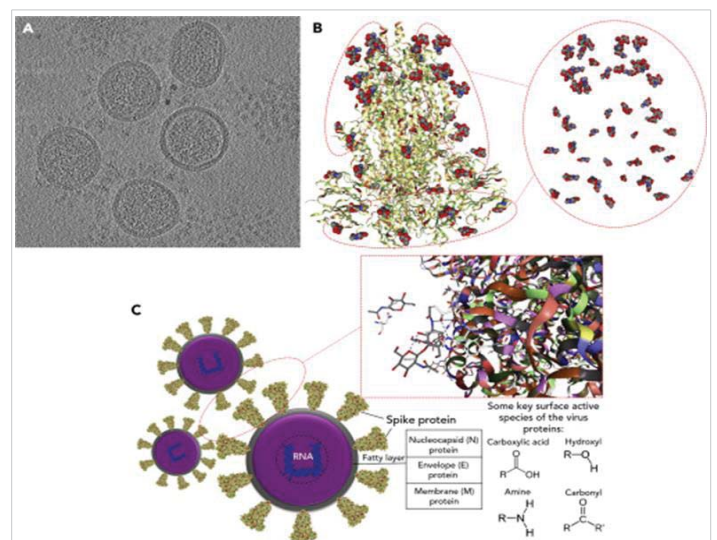 A
B
C
Spike protein
RNA
Fatty layer
Nucleocapsid (N)
protein
Envelope (E)
protein
Membrane (M)
protein
Some key surface active
species of the virus
proteins:
Carboxylic acid
Hydroxyl
O
R
OH
R-O
H
Amine
Carbonyl
H
R-N
H
O
C
R
R'